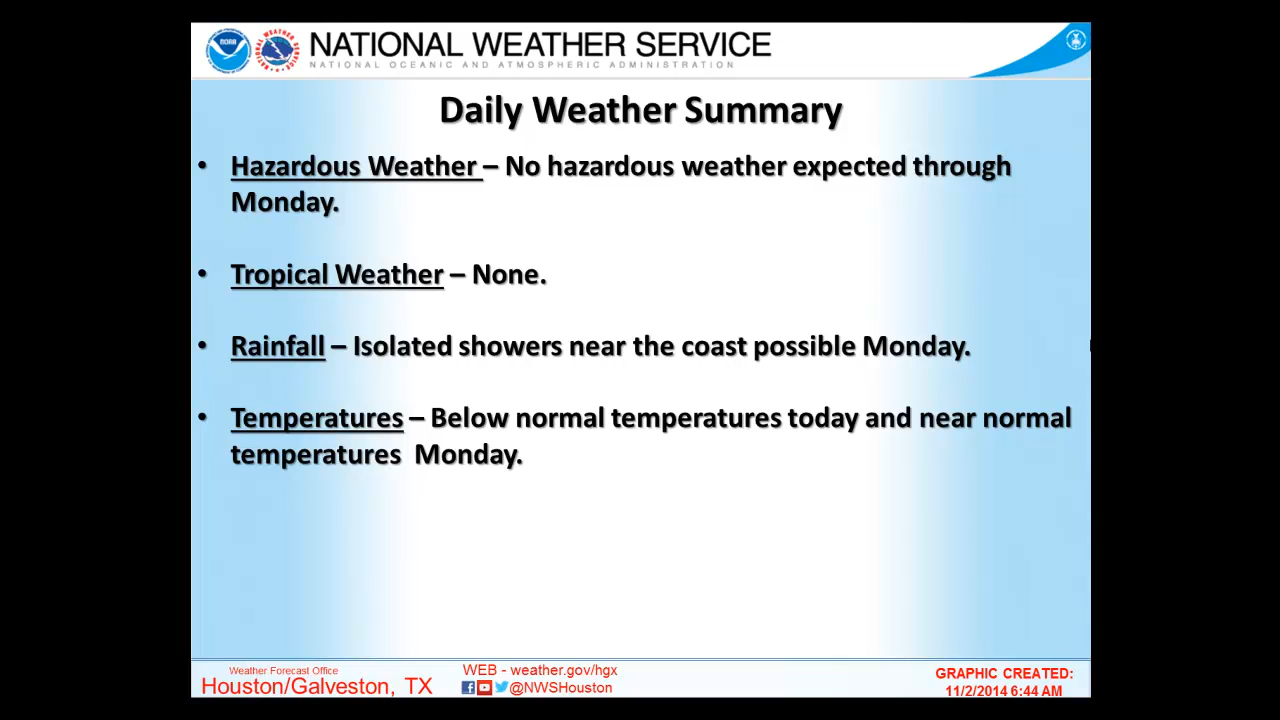 NATIONAL WEATHER SERVICE
NATIONAL OCEANIC AND ATMOSPHERIC ADMINISTRATION
Daily Weather Summary
• Hazardous Weather – No hazardous weather expected through
Monday.
• Tropical Weather – None.
• Rainfall – Isolated showers near the coast possible Monday.
• Temperatures – Below normal temperatures today and near normal
temperatures Monday.
Weather Forecast Office
Houston/Galveston, TX
WEB - weather.gov/hgx
@NWSHouston
GRAPHIC CREATED:
11/2/2014 6:44 AM